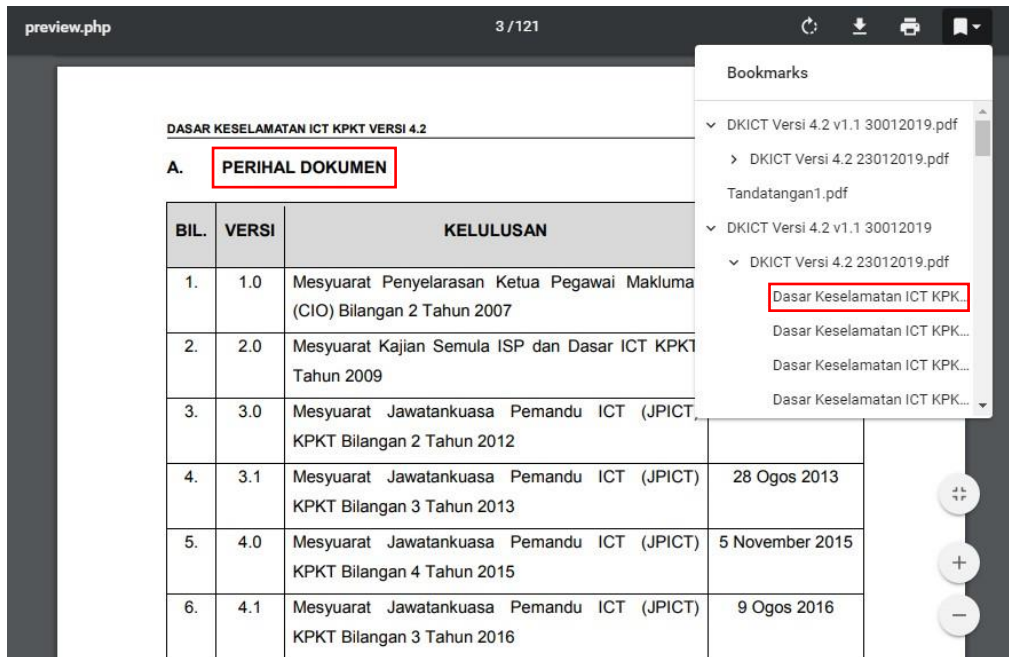 preview.php
3 / 121
Bookmarks
DKICT Versi 4.2 v1.1 30012019.pdf
DKICT Versi 4.2 23012019.pdf
Tandatangan1.pdf
DKICT Versi 4.2 v1.1 30012019
DKICT Versi 4.2 23012019.pdf
Dasar Keselamatan ICT KPK...
Dasar Keselamatan ICT KPK...
Dasar Keselamatan ICT KPK...
Dasar Keselamatan ICT KPK...
DASAR KESELAMATAN ICT KPKT VERSI 4.2
A. PERIHAL DOKUMEN
BIL. VERSI KELULUSAN
1. 1.0 Mesyuarat Penyelarasan Ketua Pegawai Makluma
(CIO) Bilangan 2 Tahun 2007
2. 2.0 Mesyuarat Kajian Semula ISP dan Dasar ICT KPKT
Tahun 2009
3. 3.0 Mesyuarat Jawatankuasa Pemandu ICT (JPICT)
KPKT Bilangan 2 Tahun 2012
4. 3.1 Mesyuarat Jawatankuasa Pemandu ICT (JPICT) 28 Ogos 2013
KPKT Bilangan 3 Tahun 2013
5. 4.0 Mesyuarat Jawatankuasa Pemandu ICT (JPICT) 5 November 2015
KPKT Bilangan 4 Tahun 2015
6. 4.1 Mesyuarat Jawatankuasa Pemandu ICT (JPICT) 9 Ogos 2016
KPKT Bilangan 3 Tahun 2016